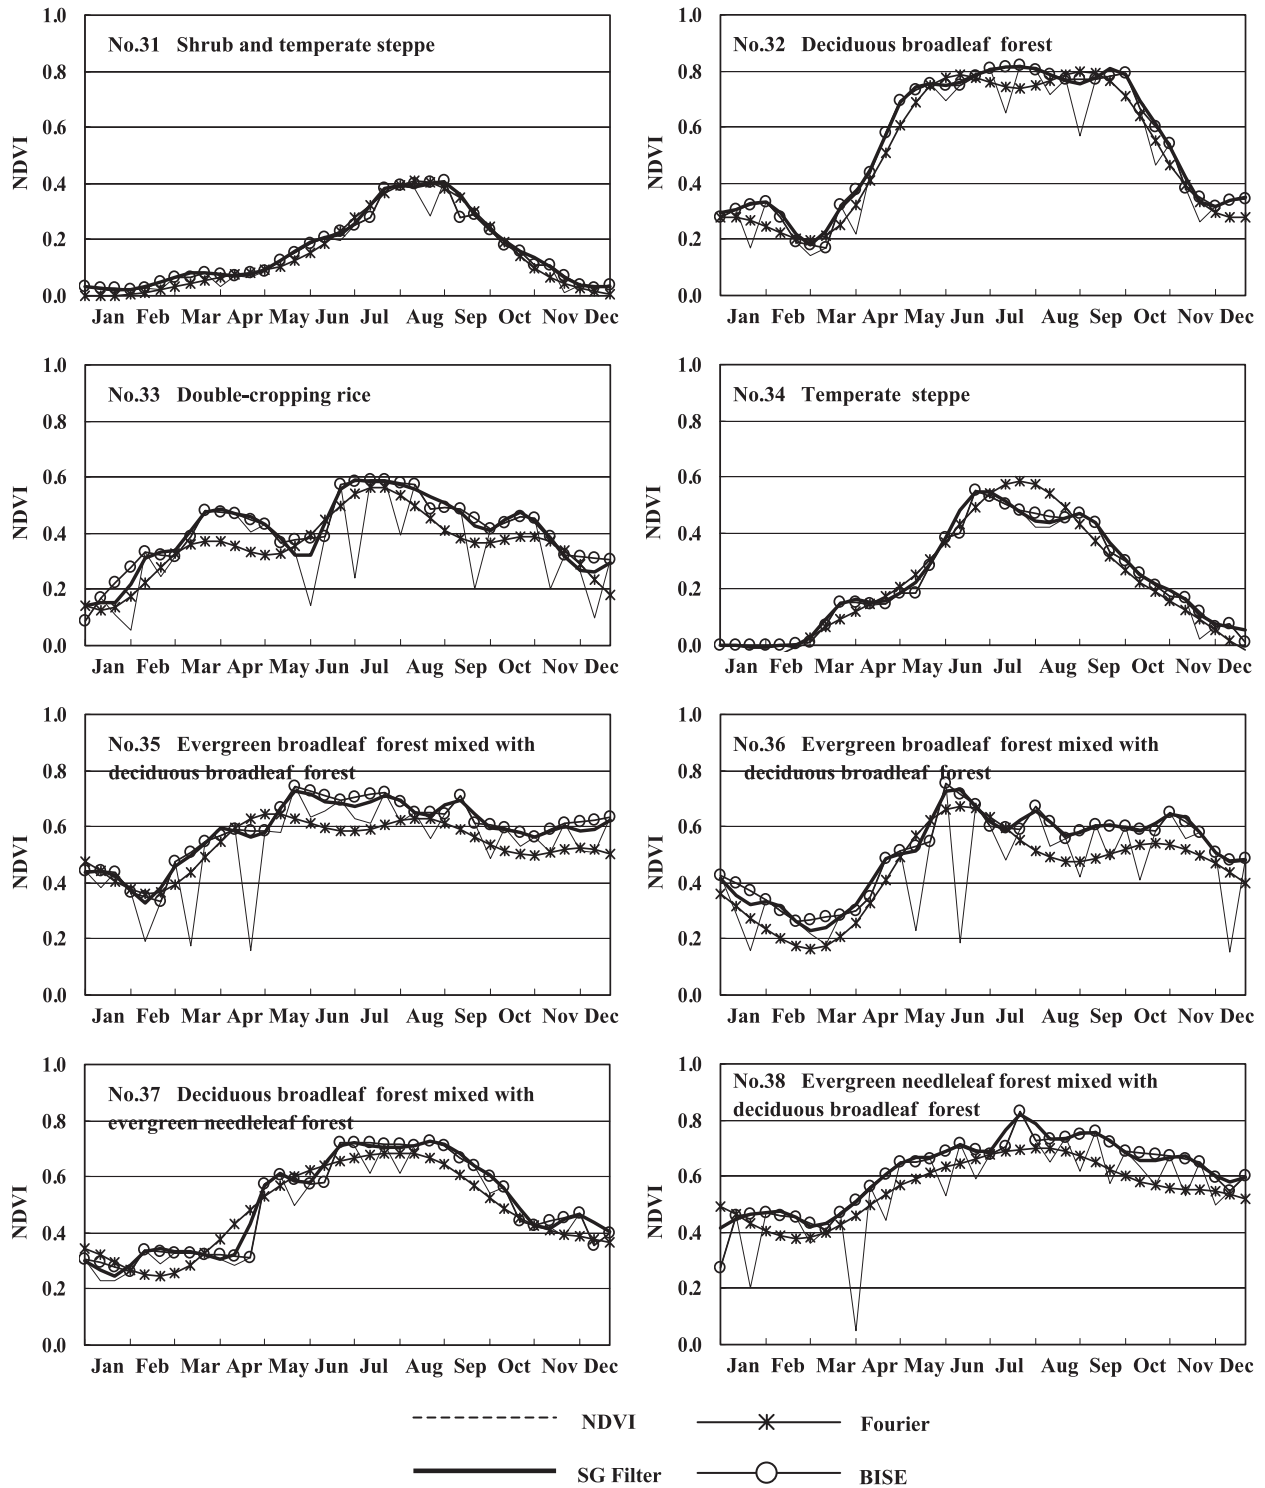 1.0
No.31 Shrub and temperate steppe
0.8
0.6
NDVI
0.4
0.2
0.0
Jan Feb Mar Apr May Jun Jul Aug Sep Oct Nov Dec
1.0
No.32 Deciduous broadleaf forest
0.8
0.6
NDVI
0.4
0.2
0.0
Jan Feb Mar Apr May Jun Jul Aug Sep Oct Nov Dec
1.0
No.33 Double-cropping rice
0.8
0.6
NDVI
0.4
0.2
0.0
Jan Feb Mar Apr May Jun Jul Aug Sep Oct Nov Dec
1.0
No.34 Temperate steppe
0.8
0.6
NDVI
0.4
0.2
0.0
Jan Feb Mar Apr May Jun Jul Aug Sep Oct Nov Dec
1.0
No.35 Evergreen broadleaf forest mixed with
deciduous broadleaf forest
0.8
0.6
NDVI
0.4
0.2
0.0
Jan Feb Mar Apr May Jun Jul Aug Sep Oct Nov Dec
1.0
No.36 Evergreen broadleaf forest mixed with
deciduous broadleaf forest
0.8
0.6
NDVI
0.4
0.2
0.0
Jan Feb Mar Apr May Jun Jul Aug Sep Oct Nov Dec
1.0
No.37 Deciduous broadleaf forest mixed with
evergreen needleleaf forest
0.8
0.6
NDVI
0.4
0.2
0.0
Jan Feb Mar Apr May Jun Jul Aug Sep Oct Nov Dec
1.0
No.38 Evergreen needleleaf forest mixed with
deciduous broadleaf forest
0.8
0.6
NDVI
0.4
0.2
0.0
Jan Feb Mar Apr May Jun Jul Aug Sep Oct Nov Dec
NDVI
Fourier
SG Filter
BISE